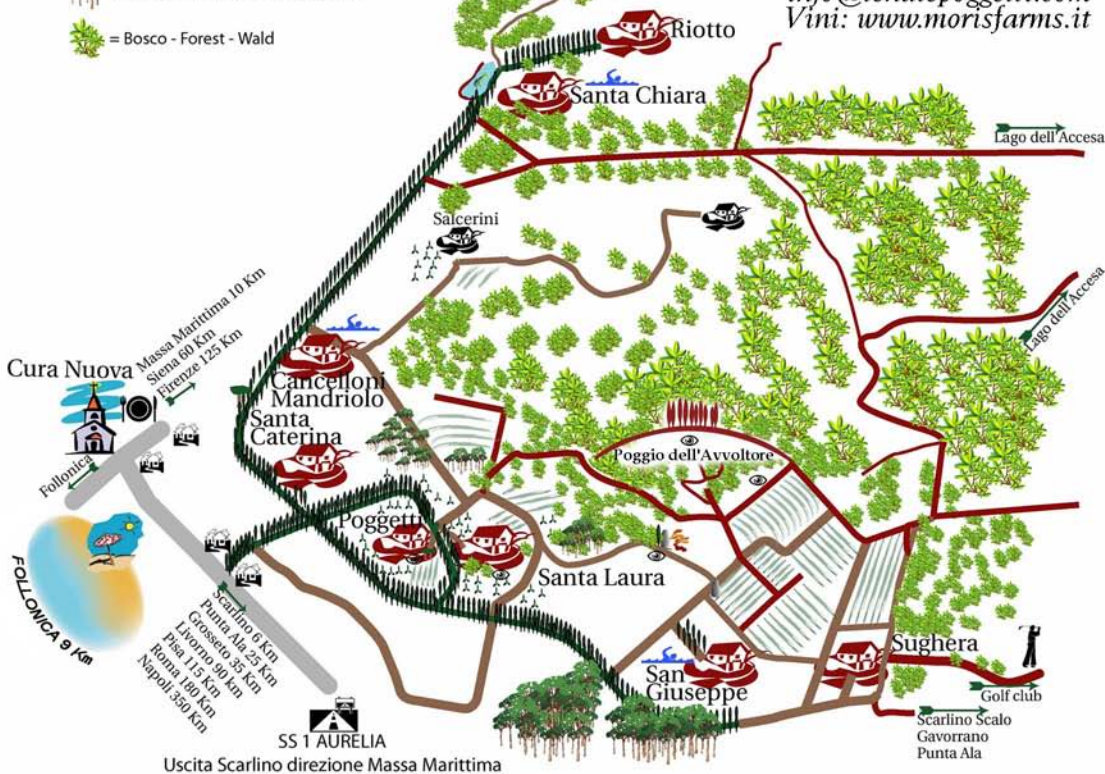 info@tenutepoggetti.com
Vini: www.morisfarms.it
= Bosco - Forest - Wald
Riotto
Santa Chiara
Lago dell'Accesa
Salcerini
Lago dell'Accesa
Massa Marittima 10 Km
Siena 60 Km
Firenze 125 Km
Cura Nuova
Cancelloni
Mandriolo
Santa
Caterina
Follonica
Poggio dell'Avvoltore
Poggetti
Santa Laura
FOLLONICA 9 Km
Scarlino 6 Km
Punta Ala 25 Km
Grosseto 35 Km
Livorno 90 km
Pisa 115 Km
Roma 180 Km
Napoli 350 Km
San
Giuseppe
Sughera
Golf club
Scarlino Scalo
Gavorrano
Punta Ala
SS 1 AURELIA
Uscita Scarlino direzione Massa Marittima